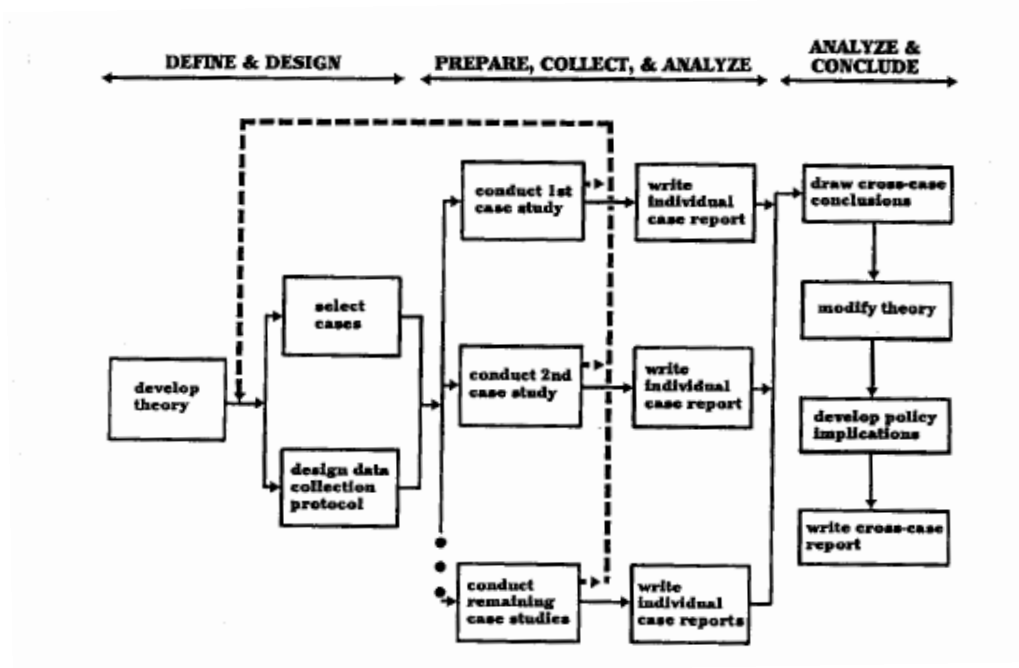 DEFINE & DESIGN
PREPARE, COLLECT, & ANALYZE
ANALYZE &
CONCLUDE
develop
theory
select
cases
design data
collection
protocol
conduct 1st
case study
conduct 2nd
case study
conduct
remaining
case studies
write
individual
case report
write
individual
case report
write
individual
case reports
draw cross-case
conclusions
modify theory
develop policy
implications
write cross-case
report